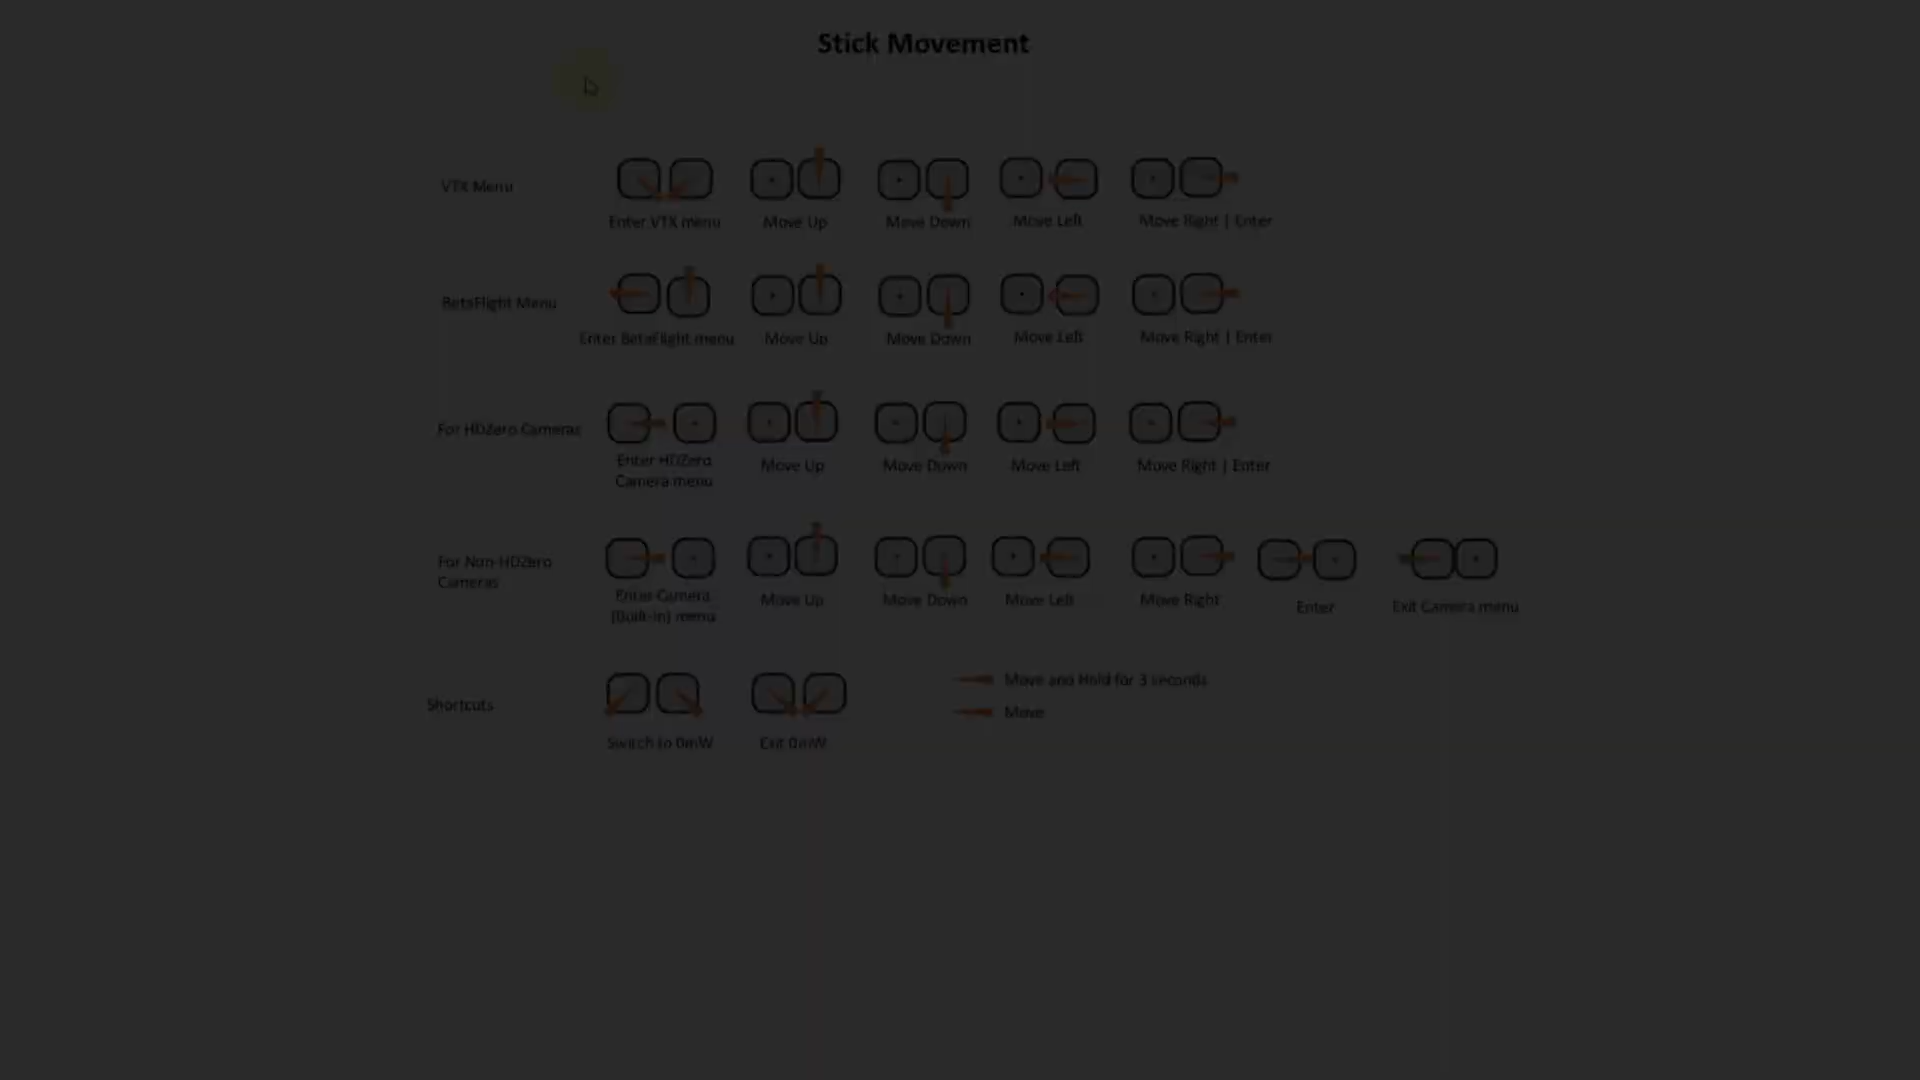 Stick Movement
VTX Menu
Enter VTX menu
Move Up
Move Down
Move Left
Move Right | Enter
BetaFlight Menu
Enter BetaFlight menu
Move Up
Move Down
Move Left
Move Right | Enter
For HDZero Cameras
Enter HDZero
Camera menu
Move Up
Move Down
Move Left
Move Right | Enter
For Non HDZero
Cameras
Enter Camera
(Built-in) menu
Move Up
Move Down
Move Left
Move Right
Enter
Exit Camera menu
Shortcuts
Switch to 0mW
Exit 0mW
Move and Hold for 3 seconds
Move